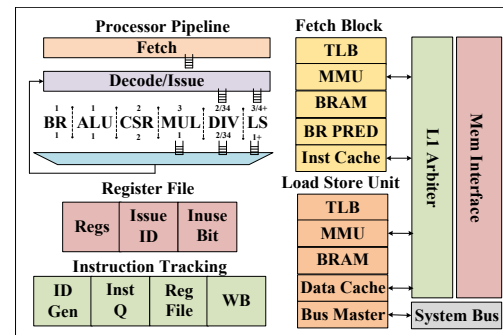 Processor Pipeline
Fetch
Decode/Issue
1 1 2 3 2/34 3/4+
BR ALU CSR MUL DIV LS
1 1 2 1 2/34 1+
Register File
Regs
Issue
ID
Inuse
Bit
Instruction Tracking
ID
Gen
Inst
Q
Reg
File
WB
Fetch Block
TLB
MMU
BRAM
BR PRED
Inst Cache
Load Store Unit
TLB
MMU
BRAM
Data Cache
Bus Master
L1 Arbiter
Mem Interface
System Bus